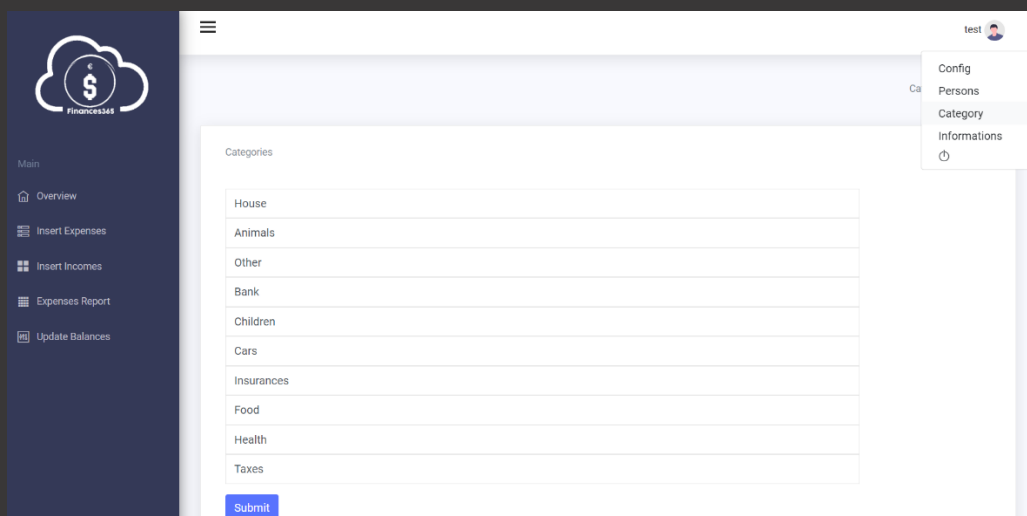 test
€
$
Finances365
Config
Persons
Category
Informations
Ca
Main
Overview
Insert Expenses
Insert Incomes
Expenses Report
Update Balances
Categories
House
Animals
Other
Bank
Children
Cars
Insurances
Food
Health
Taxes
Submit